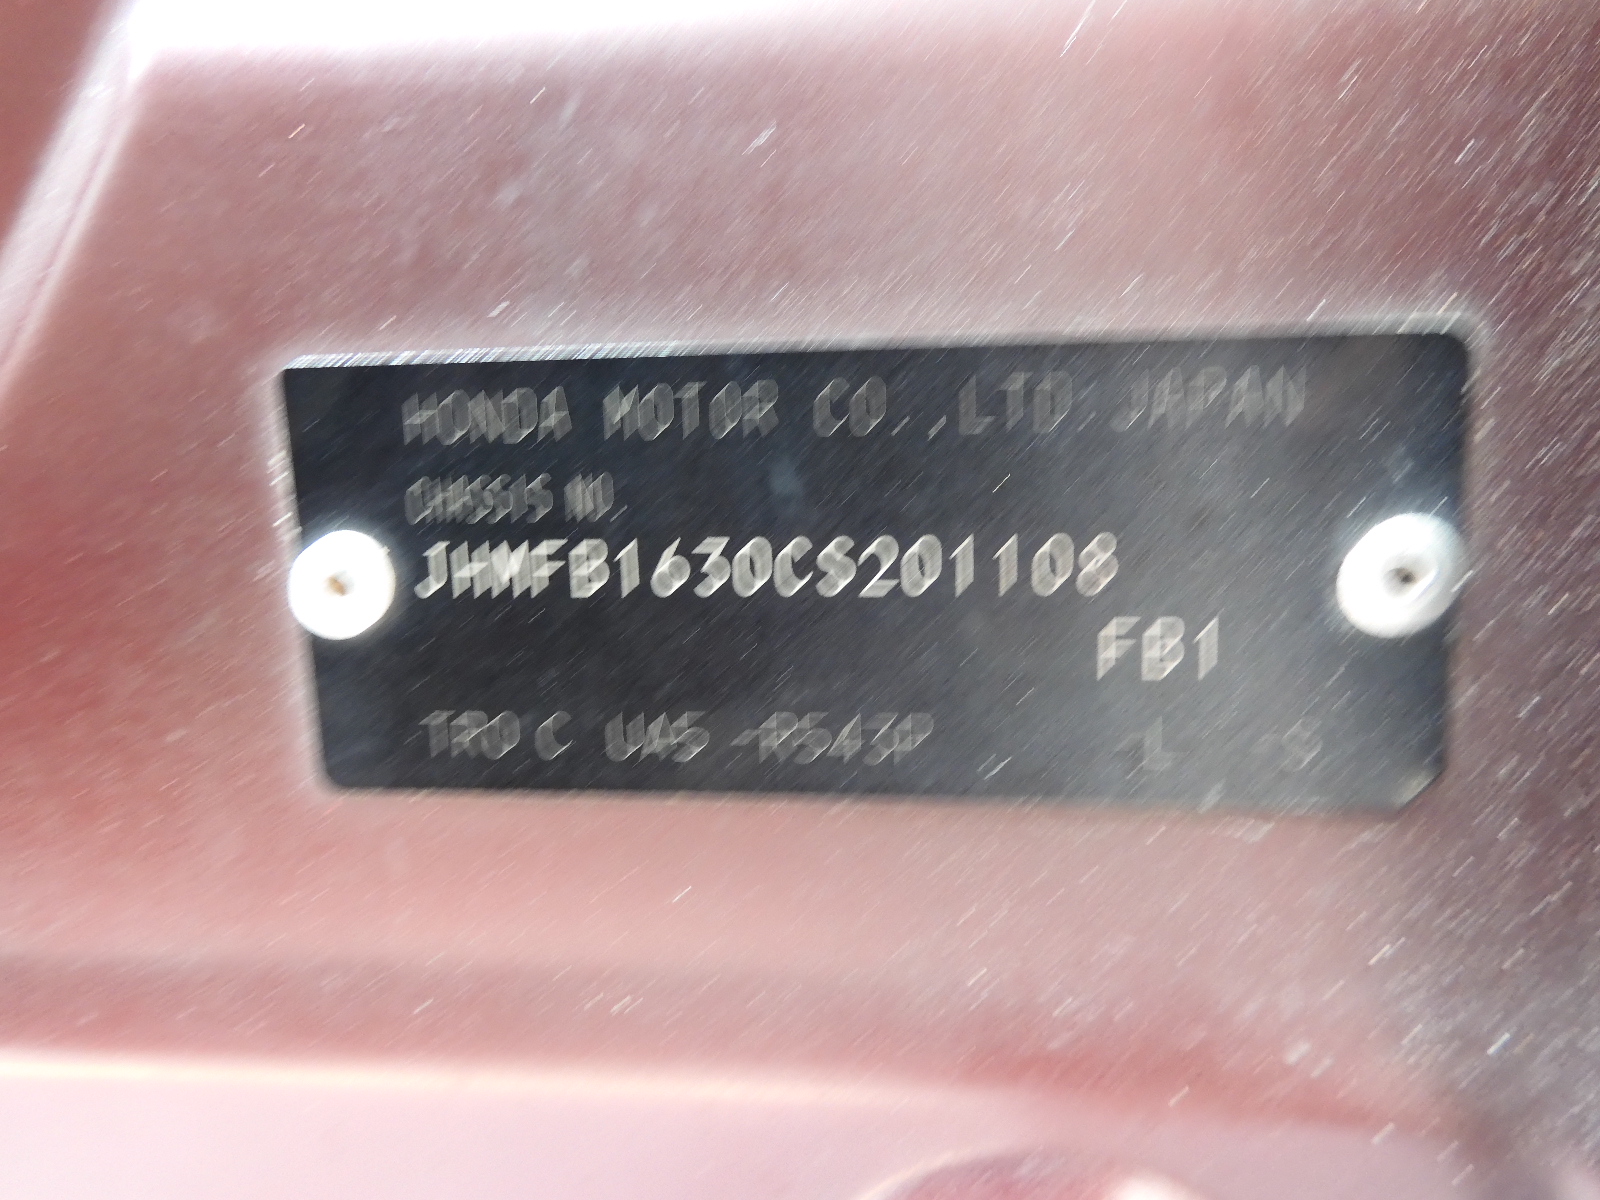 HONDA MOTOR CO.,LTD.JAPAN
CHASSIS NO.
JHMFB1630CS201108
FB1
TRO C UA5 -R543P -L -S